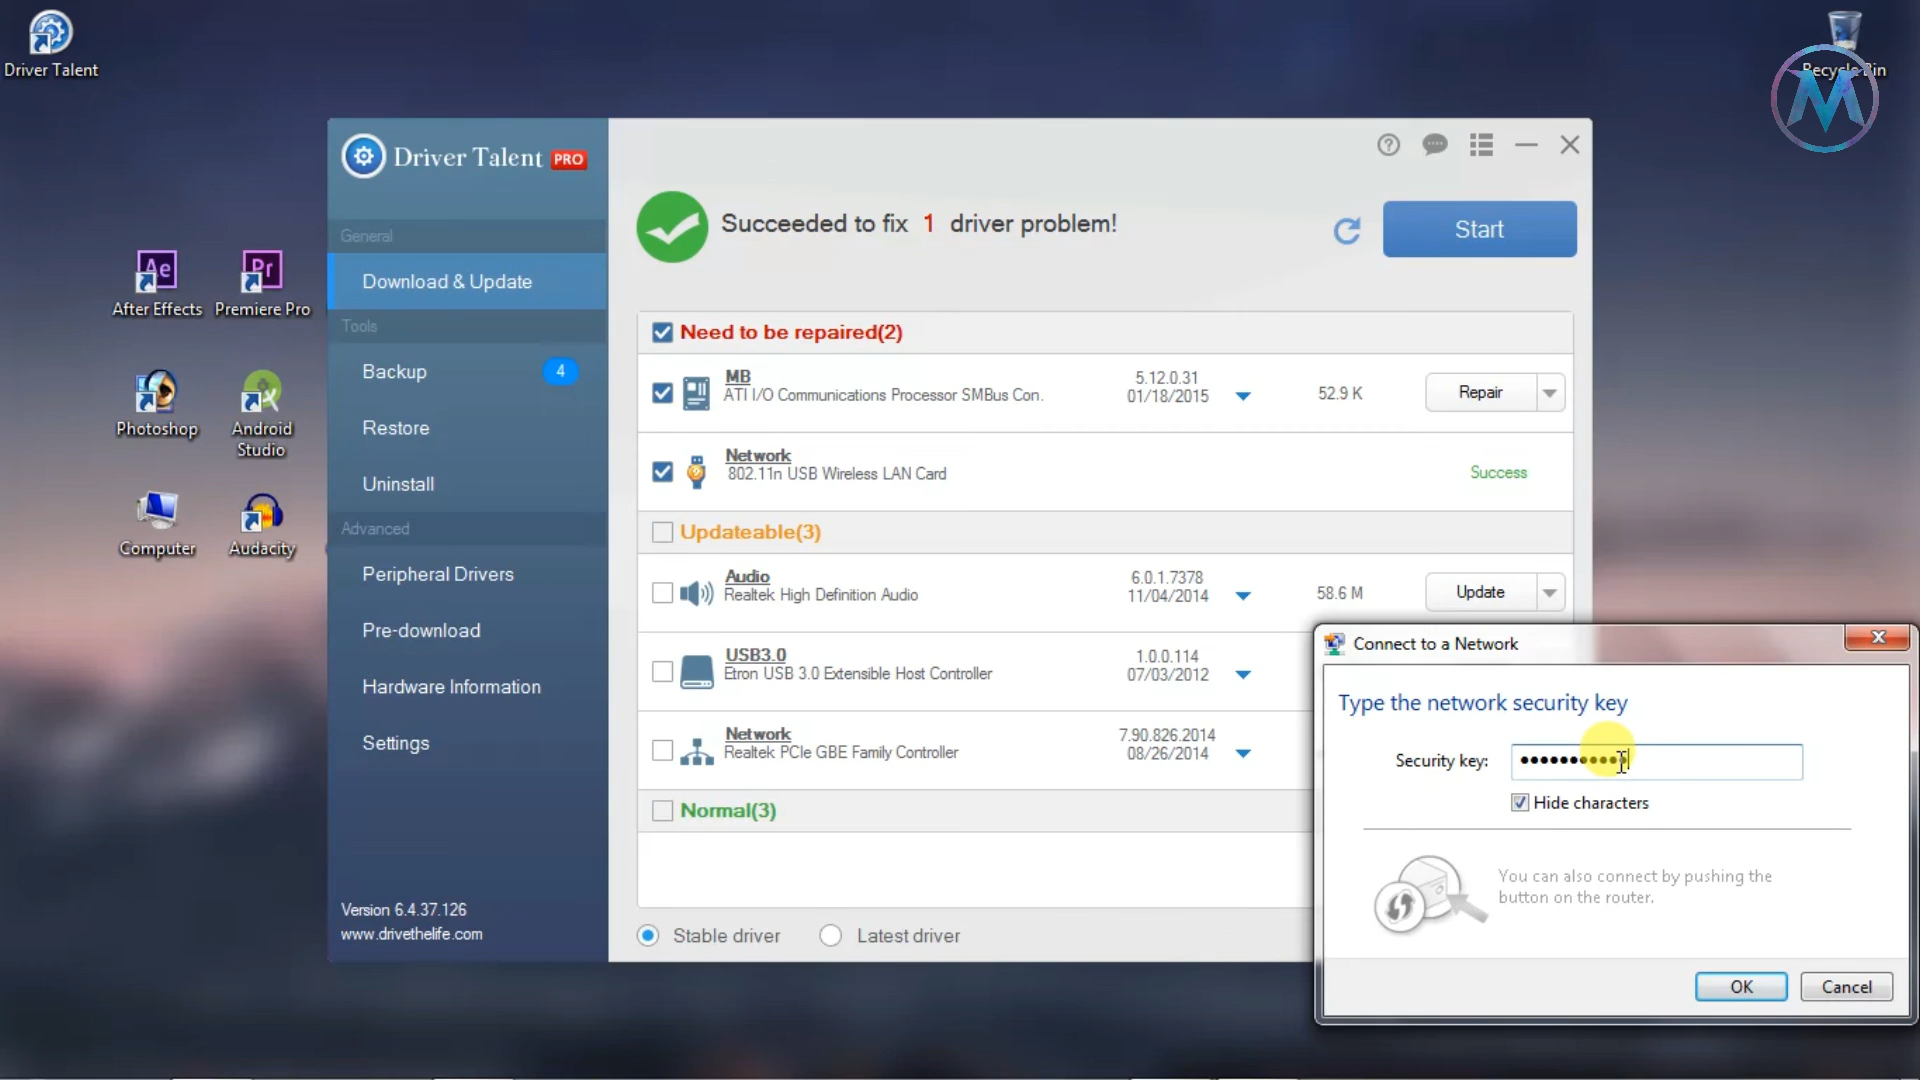 Driver Talent
Recycle Bin
M
After Effects
Premiere Pro
Photoshop
Android
Studio
Computer
Audacity
Driver Talent PRO
General
Download & Update
Tools
Backup 4
Restore
Uninstall
Advanced
Peripheral Drivers
Pre-download
Hardware Information
Settings
Version 6.4.37.126
www.drivethelife.com
Succeeded to fix 1 driver problem!
Start
Need to be repaired(2)
MB
ATI I/O Communications Processor SMBus Con.
5.12.0.31
01/18/2015
52.9 K
Repair
Network
802.11n USB Wireless LAN Card
Success
Updateable(3)
Audio
Realtek High Definition Audio
6.0.1.7378
11/04/2014
58.6 M
Update
USB3.0
Etron USB 3.0 Extensible Host Controller
1.0.0.114
07/03/2012
Network
Realtek PCIe GBE Family Controller
7.90.826.2014
08/26/2014
Normal(3)
Stable driver
Latest driver
Connect to a Network
Type the network security key
Security key:
Hide characters
You can also connect by pushing the
button on the router.
OK
Cancel